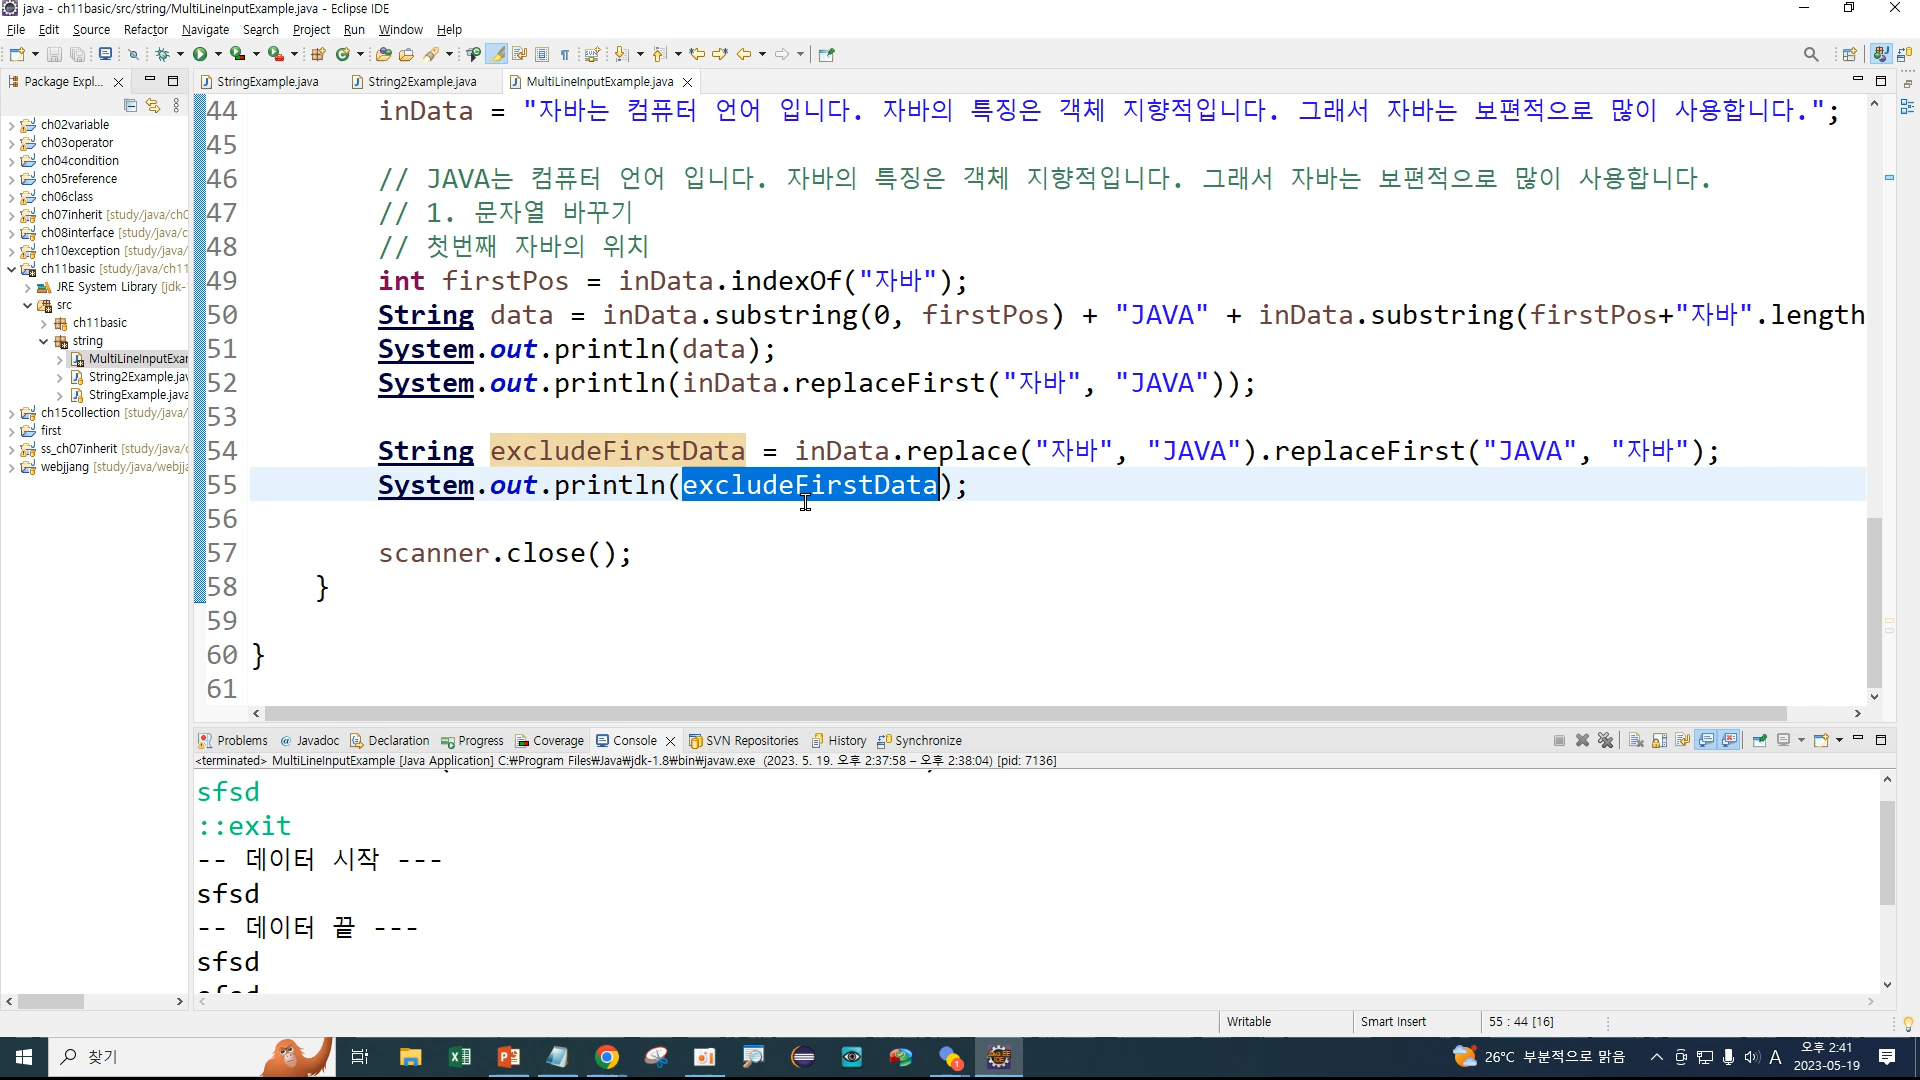 java - ch11basic/src/string/MultiLineInputExample.java - Eclipse IDE
File Edit Source Refactor Navigate Search Project Run Window Help
Package Expl...
StringExample.java String2Example.java MultiLineInputExample.java
ch02variable
ch03operator
ch04condition
ch05reference
ch06class
ch07inherit [study/java/ch0
ch08interface [study/java/c
ch10exception [study/java/
ch11basic [study/java/ch11
JRE System Library [jdk-
src
ch11basic
string
MultiLineInputExar
String2Example.jav
StringExample.java
ch15collection [study/java/
first
ss_ch07inherit [study/java/
webjjang [study/java/webjj
44 inData = "자바는 컴퓨터 언어 입니다. 자바의 특징은 객체 지향적입니다. 그래서 자바는 보편적으로 많이 사용합니다.";
45
46 // JAVA는 컴퓨터 언어 입니다. 자바의 특징은 객체 지향적입니다. 그래서 자바는 보편적으로 많이 사용합니다.
47 // 1. 문자열 바꾸기
48 // 첫번째 자바의 위치
49 int firstPos = inData.indexOf("자바");
50 String data = inData.substring(0, firstPos) + "JAVA" + inData.substring(firstPos+"자바".length
51 System.out.println(data);
52 System.out.println(inData.replaceFirst("자바", "JAVA"));
53
54 String excludeFirstData = inData.replace("자바", "JAVA").replaceFirst("JAVA", "자바");
55 System.out.println(excludeFirstData);
56
57 scanner.close();
58 }
59
60 }
61
Problems Javadoc Declaration Progress Coverage Console SVN Repositories History Synchronize
<terminated> MultiLineInputExample [Java Application] C:₩Program Files₩Java₩jdk-1.8₩bin₩javaw.exe (2023. 5. 19. 오후 2:37:58 – 오후 2:38:04) [pid: 7136]
sfsd
::exit
-- 데이터 시작 ---
sfsd
-- 데이터 끝 ---
sfsd
Writable Smart Insert 55 : 44 [16]
찾기
26°C 부분적으로 맑음
A
오후 2:41
2023-05-19